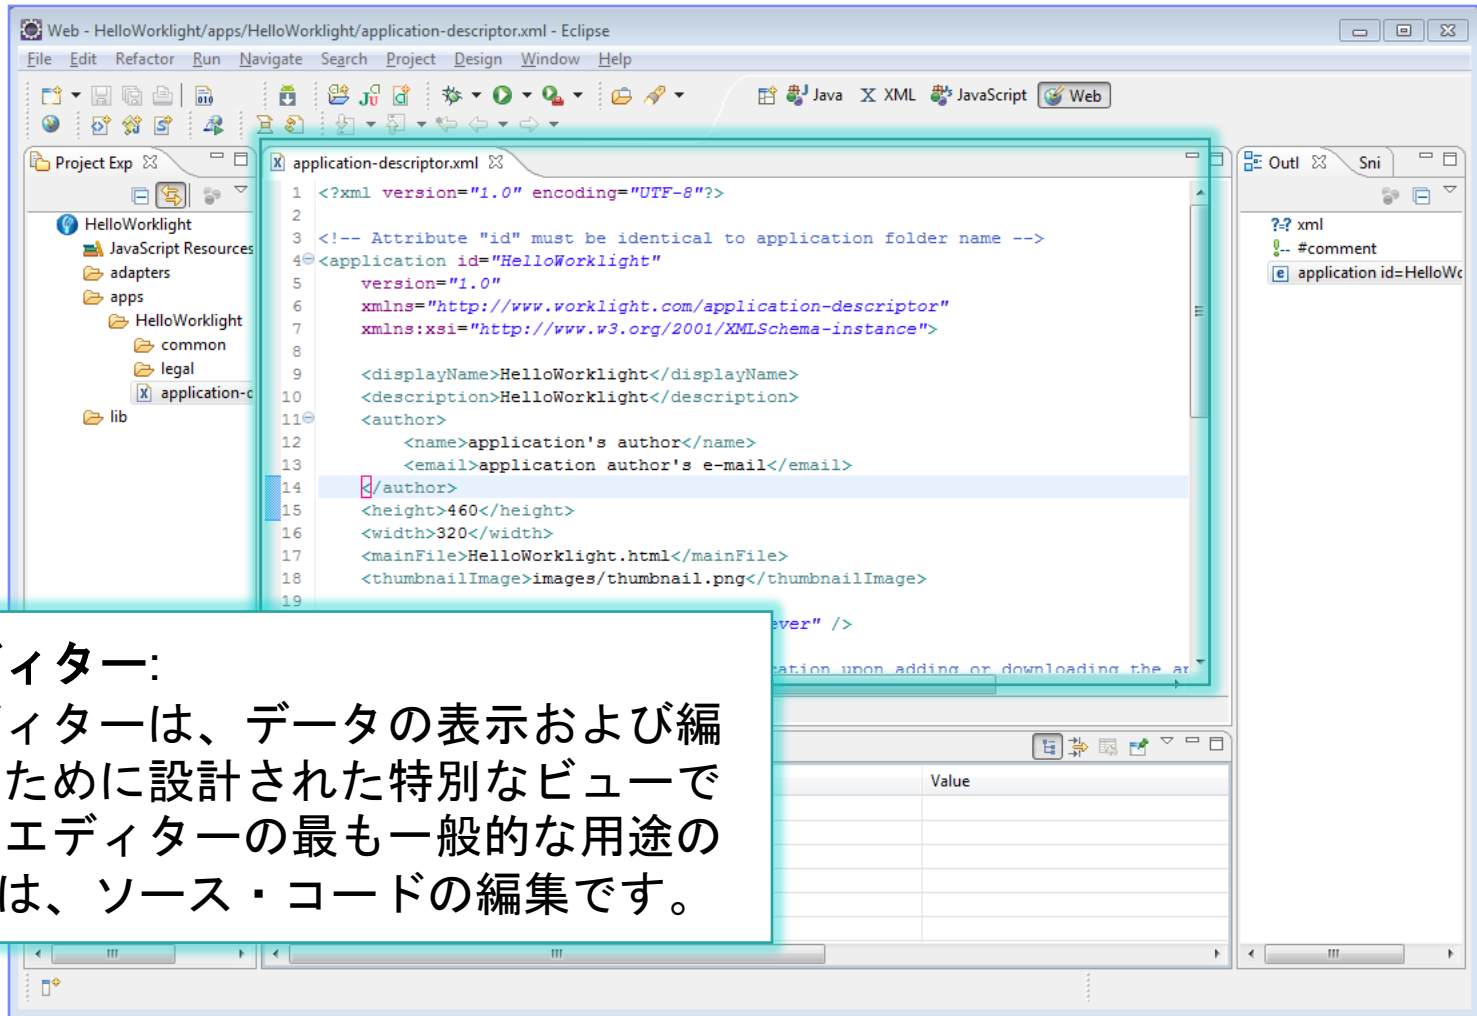 Web - HelloWorklight/apps/HelloWorklight/application-descriptor.xml - Eclipse
File Edit Refactor Run Navigate Search Project Design Window Help
Java XML JavaScript Web
Project Exp
application-descriptor.xml
Outl Sni
HelloWorklight
JavaScript Resources
adapters
apps
HelloWorklight
common
legal
application-d
lib
1 <?xml version="1.0" encoding="UTF-8"?>
2
3 <!-- Attribute "id" must be identical to application folder name -->
4 <application id="HelloWorklight"
5 version="1.0"
6 xmlns="http://www.worklight.com/application-descriptor"
7 xmlns:xsi="http://www.w3.org/2001/XMLSchema-instance">
8
9 <displayName>HelloWorklight</displayName>
10 <description>HelloWorklight</description>
11 <author>
12 <name>application's author</name>
13 <email>application author's e-mail</email>
14 </author>
15 <height>460</height>
16 <width>320</width>
17 <mainFile>HelloWorklight.html</mainFile>
18 <thumbnailImage>images/thumbnail.png</thumbnailImage>
19
ever" />
cation upon adding or downloading the ap
?=? xml
!-- #comment
e application id=HelloWo
Value
ディター:
ディターは、データの表示および編
ために設計された特別なビューで
エディターの最も一般的な用途の
は、ソース・コードの編集です。